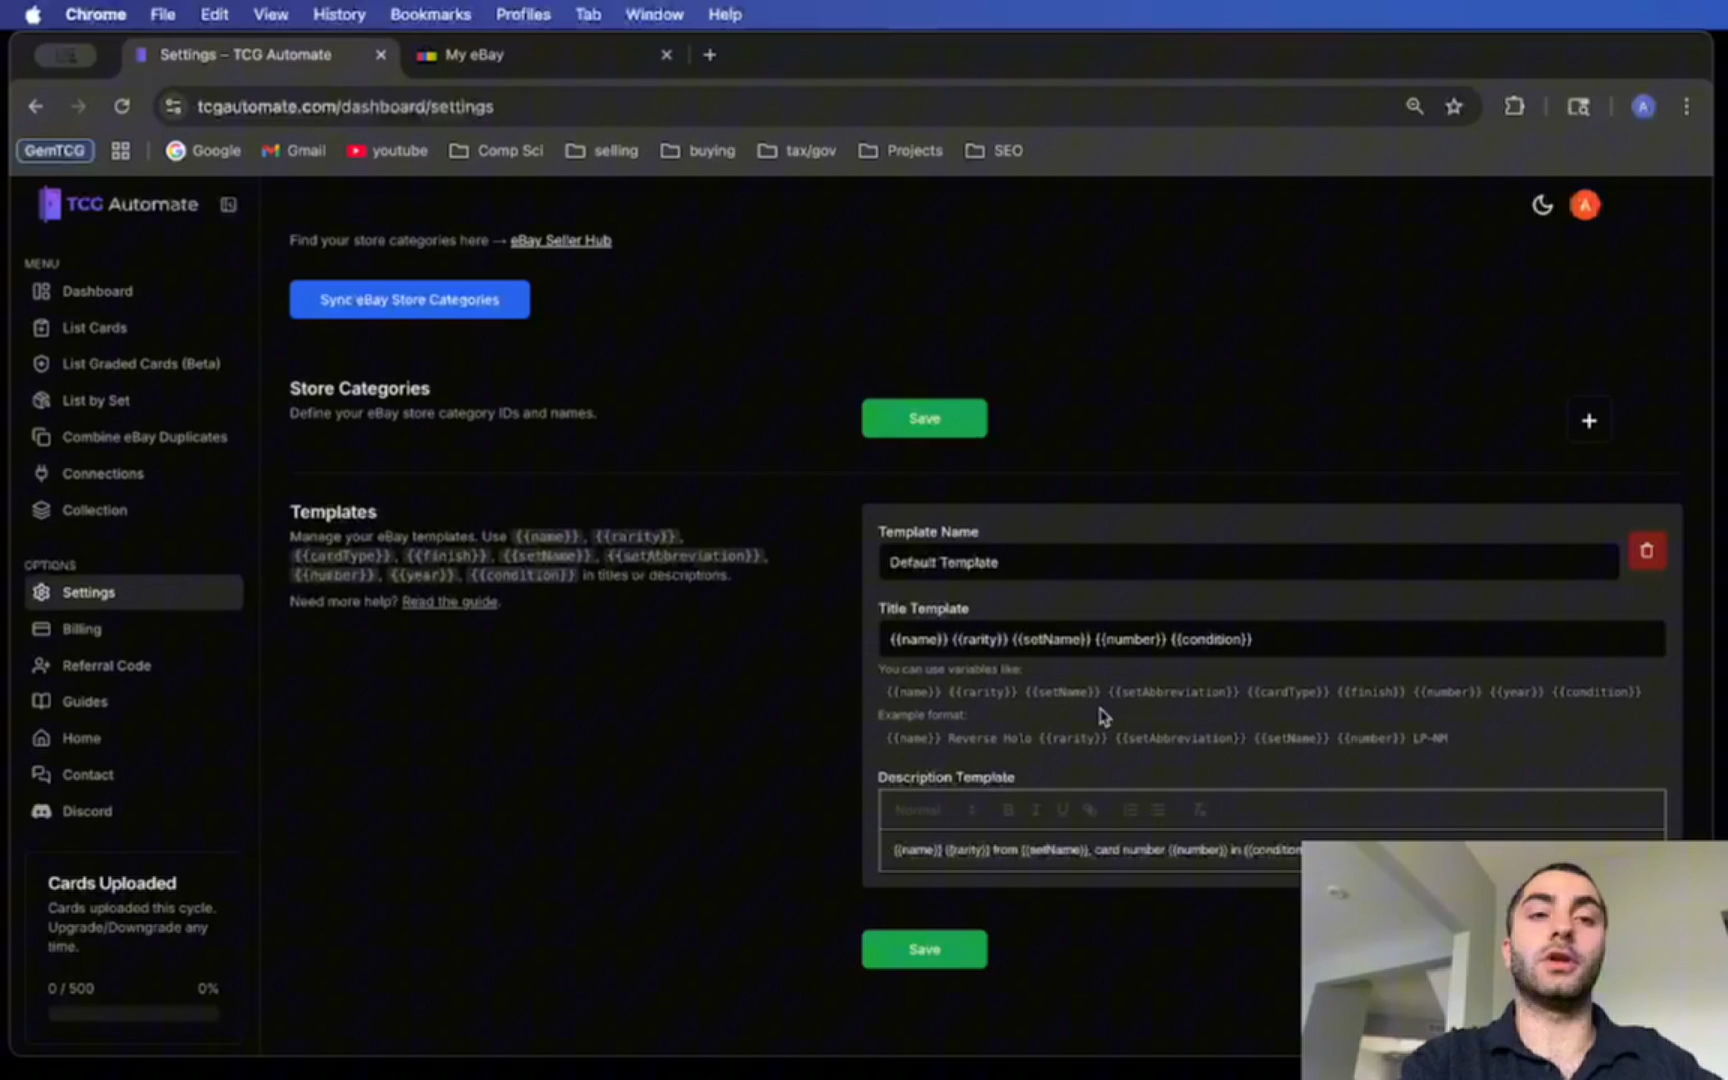 Chrome File Edit View History Bookmarks Profiles Tab Window Help
Settings – TCG Automate
My eBay
tcgautomate.com/dashboard/settings
A
GemTCG
Google
Gmail
youtube
Comp Sci
selling
buying
tax/gov
Projects
SEO
TCG Automate
A
MENU
Dashboard
List Cards
List Graded Cards (Beta)
List by Set
Combine eBay Duplicates
Connections
Collection
OPTIONS
Settings
Billing
Referral Code
Guides
Home
Contact
Discord
Cards Uploaded
Cards uploaded this cycle.
Upgrade/Downgrade any
time.
0 / 500 0%
Find your store categories here → eBay Seller Hub
Sync eBay Store Categories
Store Categories
Define your eBay store category IDs and names.
Save
+
Templates
Manage your eBay templates. Use {{name}}, {{rarity}},
{{cardType}}, {{finish}}, {{setName}}, {{setAbbreviation}},
{{number}}, {{year}}, {{condition}} in titles or descriptions.
Need more help? Read the guide.
Template Name
Default Template
Title Template
{{name}} {{rarity}} {{setName}} {{number}} {{condition}}
You can use variables like:
{{name}} {{rarity}} {{setName}} {{setAbbreviation}} {{cardType}} {{finish}} {{number}} {{year}} {{condition}}
Example format:
{{name}} Reverse Holo {{rarity}} {{setAbbreviation}} {{setName}} {{number}} LP-NM
Description Template
Normal B I U
{{name}} {{rarity}} from {{setName}}, card number {{number}} in {{condition
Save